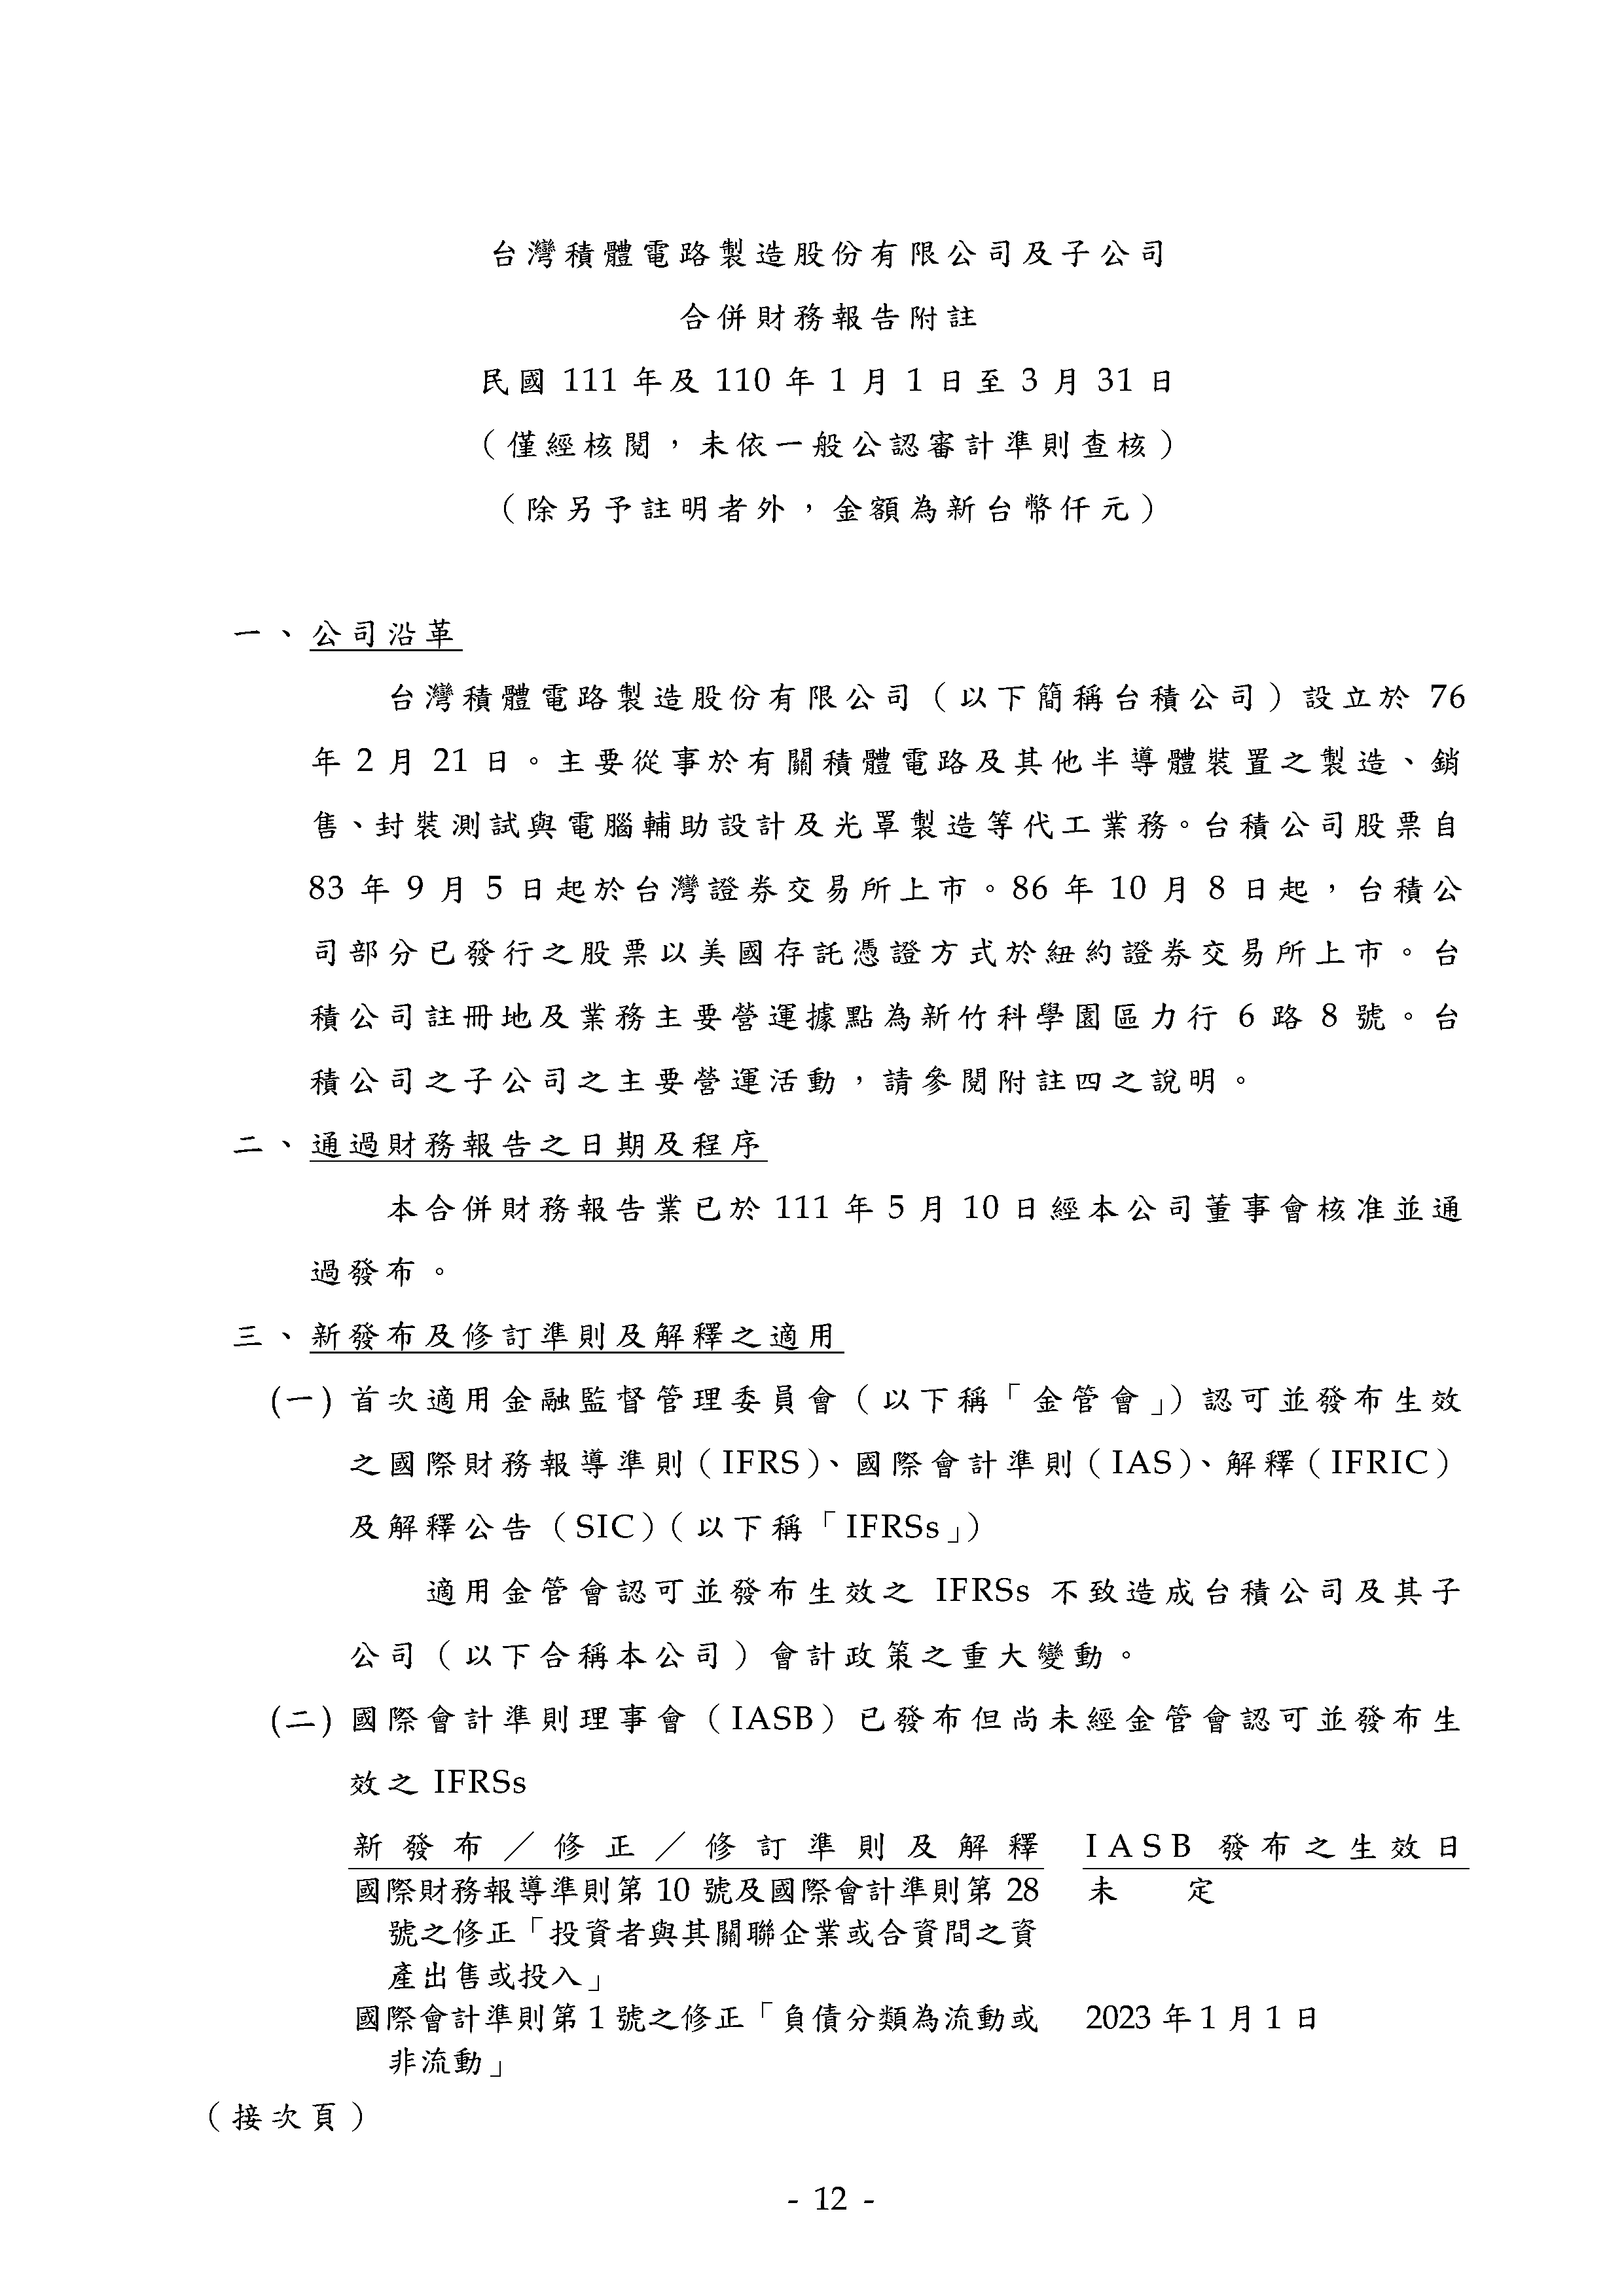 台灣積體電路製造股份有限公司及子公司
合併財務報告附註
民國 111 年及 110 年 1 月 1 日至 3 月 31 日
（僅經核閱，未依一般公認審計準則查核）
（除另予註明者外，金額為新台幣仟元）
一、公司沿革
台灣積體電路製造股份有限公司（以下簡稱台積公司）設立於 76
年 2 月 21 日。主要從事於有關積體電路及其他半導體裝置之製造、銷
售、封裝測試與電腦輔助設計及光罩製造等代工業務。台積公司股票自
83 年 9 月 5 日起於台灣證券交易所上市。86 年 10 月 8 日起，台積公
司部分已發行之股票以美國存託憑證方式於紐約證券交易所上市。台
積公司註冊地及業務主要營運據點為新竹科學園區力行 6 路 8 號。台
積公司之子公司之主要營運活動，請參閱附註四之說明。
二、通過財務報告之日期及程序
本合併財務報告業已於 111 年 5 月 10 日經本公司董事會核准並通
過發布。
三、新發布及修訂準則及解釋之適用
(一) 首次適用金融監督管理委員會（以下稱「金管會」）認可並發布生效
之國際財務報導準則（IFRS）、國際會計準則（IAS）、解釋（IFRIC）
及解釋公告（SIC）（以下稱「IFRSs」）
適用金管會認可並發布生效之 IFRSs 不致造成台積公司及其子
公司（以下合稱本公司）會計政策之重大變動。
(二) 國際會計準則理事會（IASB）已發布但尚未經金管會認可並發布生
效之 IFRSs
新發布／修正／修訂準則及解釋 IASB 發布之生效日
國際財務報導準則第 10 號及國際會計準則第 28 未 定
號之修正「投資者與其關聯企業或合資間之資
產出售或投入」
國際會計準則第 1 號之修正「負債分類為流動或 2023 年 1 月 1 日
非流動」
（接次頁）
- 12 -